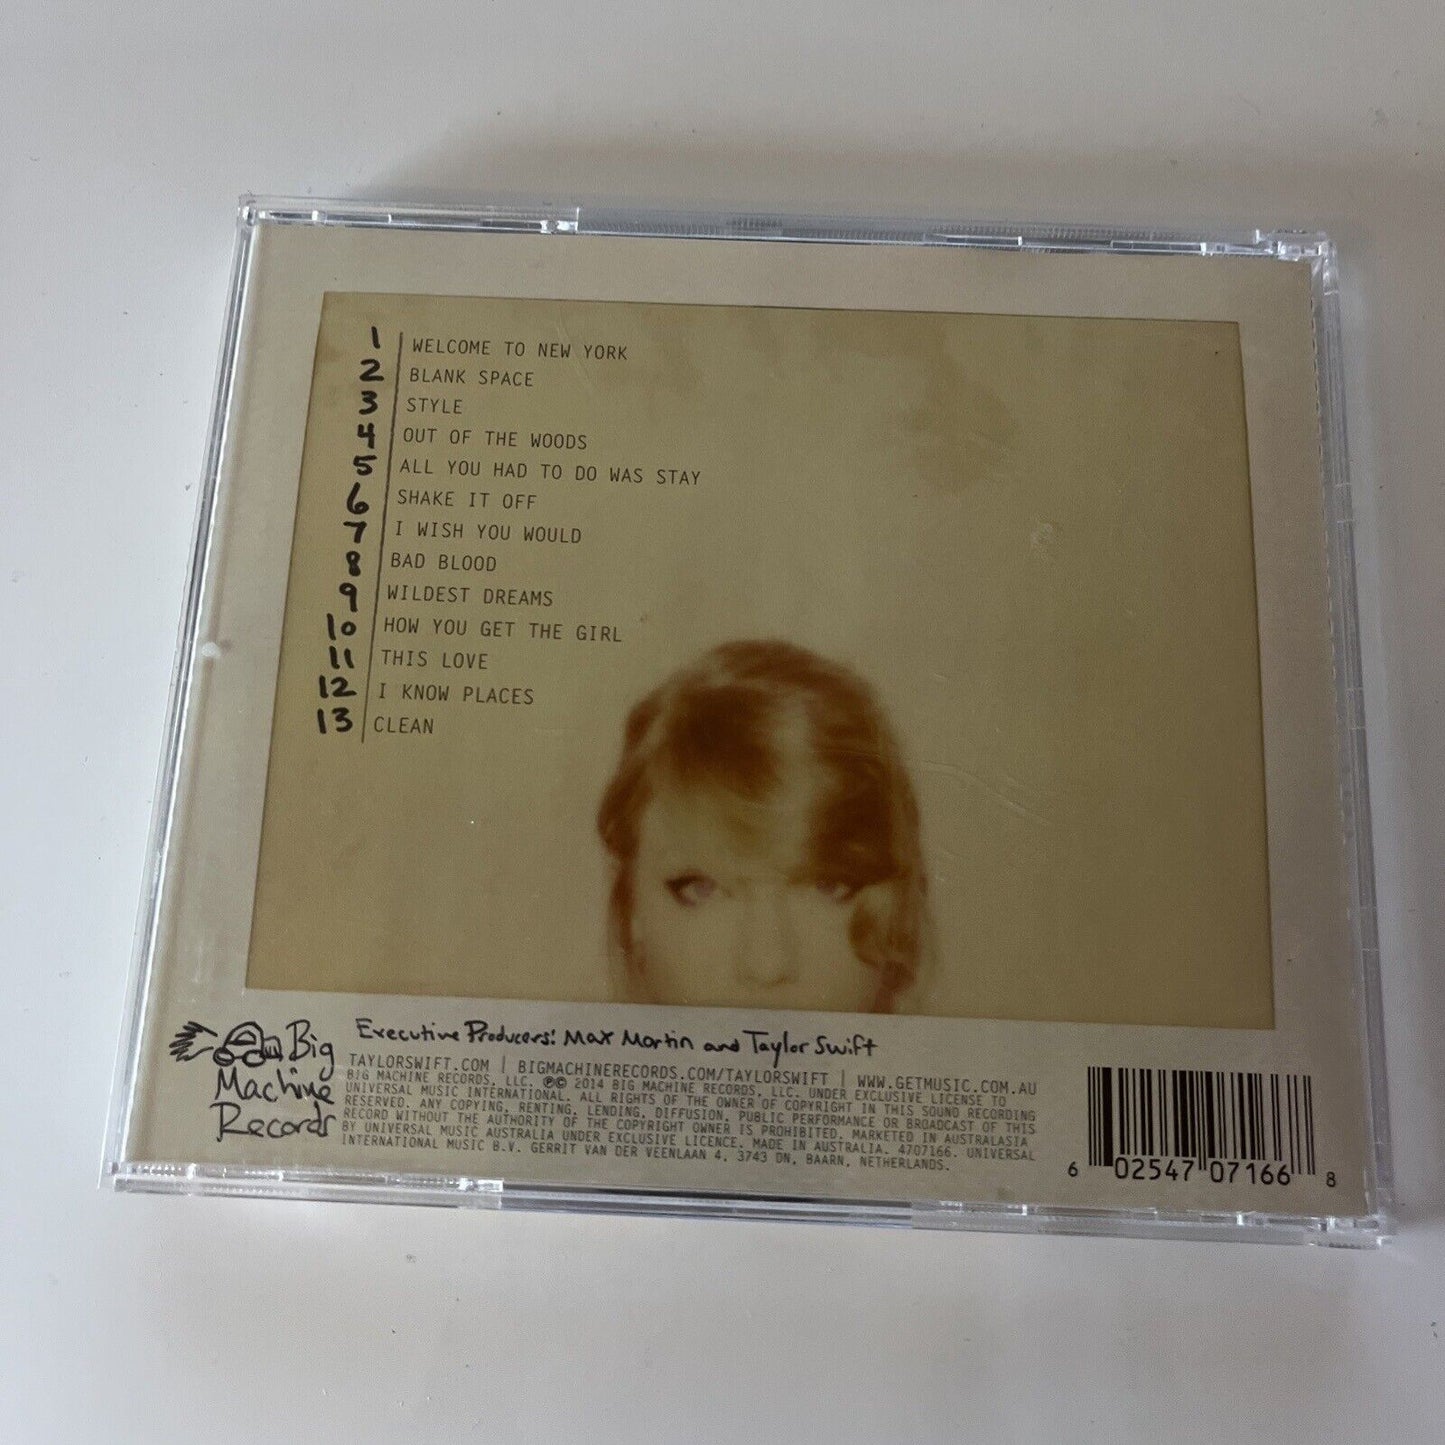 1 WELCOME TO NEW YORK
2 BLANK SPACE
3 STYLE
4 OUT OF THE WOODS
5 ALL YOU HAD TO DO WAS STAY
6 SHAKE IT OFF
7 I WISH YOU WOULD
8 BAD BLOOD
9 WILDEST DREAMS
10 HOW YOU GET THE GIRL
11 THIS LOVE
12 I KNOW PLACES
13 CLEAN
Big
Machine
Records
Executive Producers: Max Martin and Taylor Swift
TAYLORSWIFT.COM | BIGMACHINERECORDS.COM/TAYLORSWIFT | WWW.GETMUSIC.COM.AU
BIG MACHINE RECORDS, LLC. ℗© 2014 BIG MACHINE RECORDS, LLC. UNDER EXCLUSIVE LICENSE TO
UNIVERSAL MUSIC INTERNATIONAL. ALL RIGHTS OF THE OWNER OF COPYRIGHT IN THIS SOUND RECORDING
RESERVED. ANY COPYING, RENTING, LENDING, DIFFUSION, PUBLIC PERFORMANCE OR BROADCAST OF THIS
RECORD WITHOUT THE AUTHORITY OF THE COPYRIGHT OWNER IS PROHIBITED. MARKETED IN AUSTRALASIA
BY UNIVERSAL MUSIC AUSTRALIA UNDER EXCLUSIVE LICENCE. MADE IN AUSTRALIA. 4707166. UNIVERSAL
INTERNATIONAL MUSIC B.V. GERRIT VAN DER VEENLAAN 4, 3743 DN, BAARN, NETHERLANDS.
6 02547 07166 8